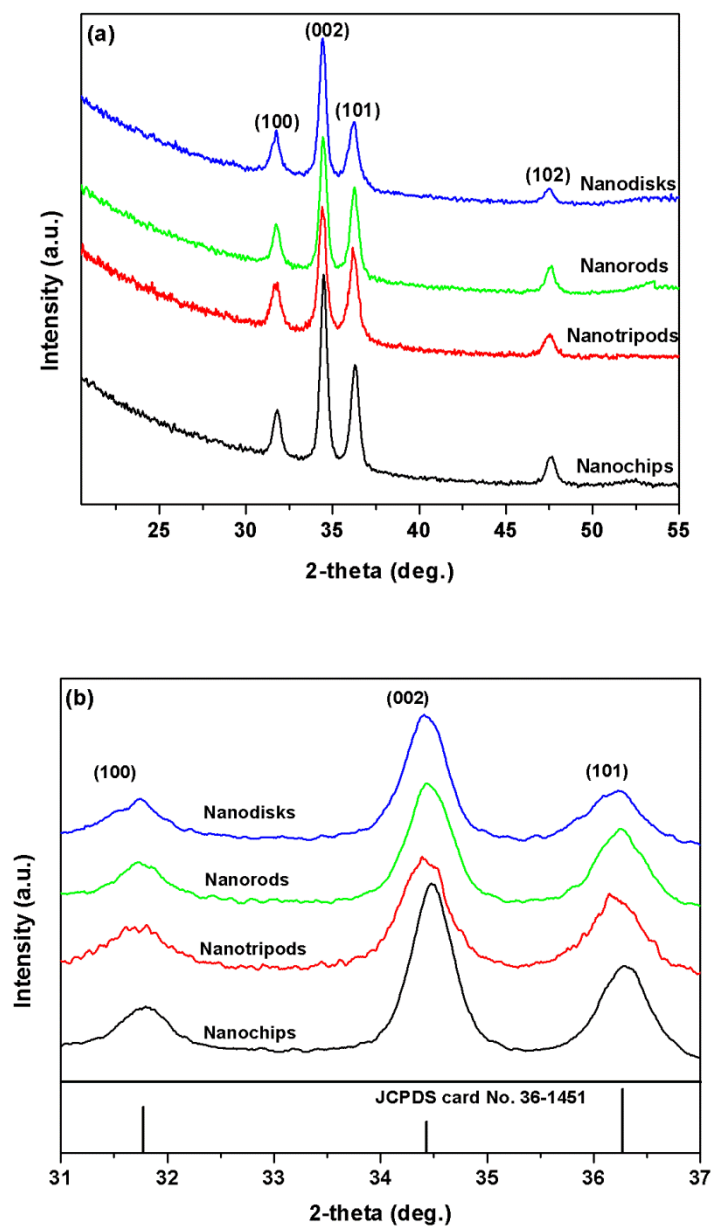 (a)
(002)
(100)
(101)
(102)
Nanodisks
Nanorods
Nanotripods
Nanochips
Intensity (a.u.)
25 30 35 40 45 50 55
2-theta (deg.)
(b)
(002)
(100)
(101)
Nanodisks
Nanorods
Nanotripods
Nanochips
Intensity (a.u.)
JCPDS card No. 36-1451
31 32 33 34 35 36 37
2-theta (deg.)